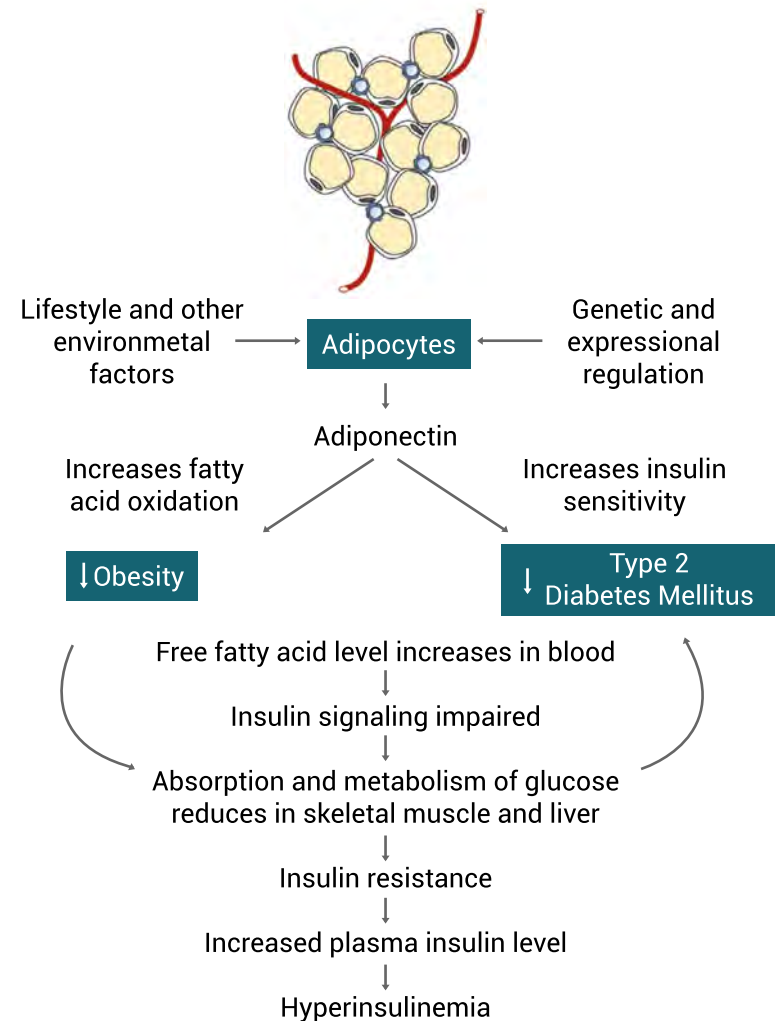 Lifestyle and other
environmetal
factors
Adipocytes
Genetic and
expressional
regulation
Adiponectin
Increases fatty
acid oxidation
Increases insulin
sensitivity
↓Obesity
↓ Type 2
Diabetes Mellitus
Free fatty acid level increases in blood
Insulin signaling impaired
Absorption and metabolism of glucose
reduces in skeletal muscle and liver
Insulin resistance
Increased plasma insulin level
Hyperinsulinemia